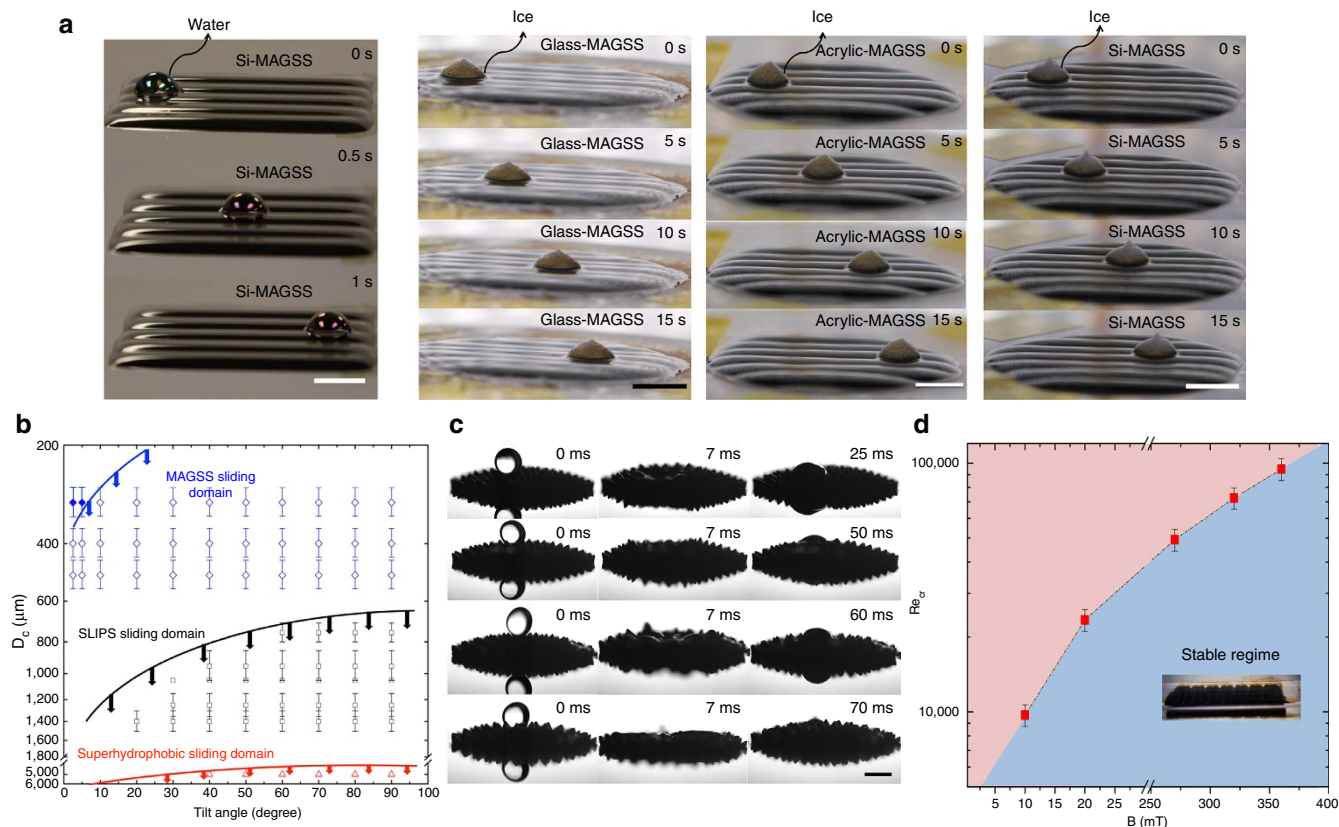 a
Water
Si-MAGSS 0 s
0.5 s
Si-MAGSS
1 s
Si-MAGSS
Ice
Glass-MAGSS 0 s
Glass-MAGSS 5 s
Glass-MAGSS 10 s
Glass-MAGSS 15 s
Ice
Acrylic-MAGSS 0 s
Acrylic-MAGSS 5 s
Acrylic-MAGSS 10 s
Acrylic-MAGSS 15 s
Ice
Si-MAGSS 0 s
Si-MAGSS 5 s
Si-MAGSS 10 s
Si-MAGSS 15 s
b
200
400
600
800
1,000
1,200
1,400
1,600
1,800
5,000
6,000
D_c (µm)
MAGSS sliding
domain
SLIPS sliding domain
Superhydrophobic sliding domain
0 10 20 30 40 50 60 70 80 90 100
Tilt angle (degree)
c
0 ms 7 ms 25 ms
0 ms 7 ms 50 ms
0 ms 7 ms 60 ms
0 ms 7 ms 70 ms
d
100,000
10,000
Re_cr
Stable regime
5 10 15 20 250 300 350 400
B (mT)